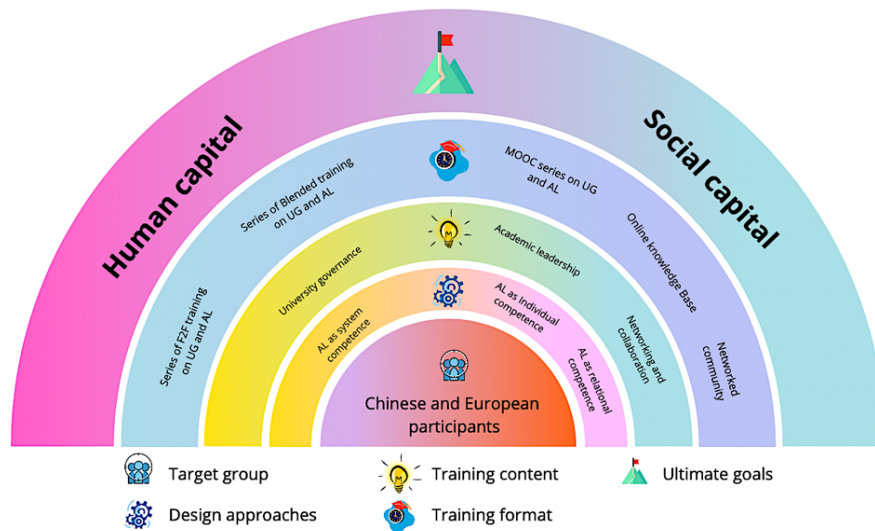 Human capital
Social capital
Series of F2F training
on UG and AL
Series of Blended training
on UG and AL
MOOC series on UG
and AL
Online knowledge Base
Networked
community
University governance
Academic leadership
Networking and
collaboration
AL as system
competence
AL as Individual
competence
AL as relational
competence
Chinese and European
participants
Target group
Training content
Ultimate goals
Design approaches
Training format